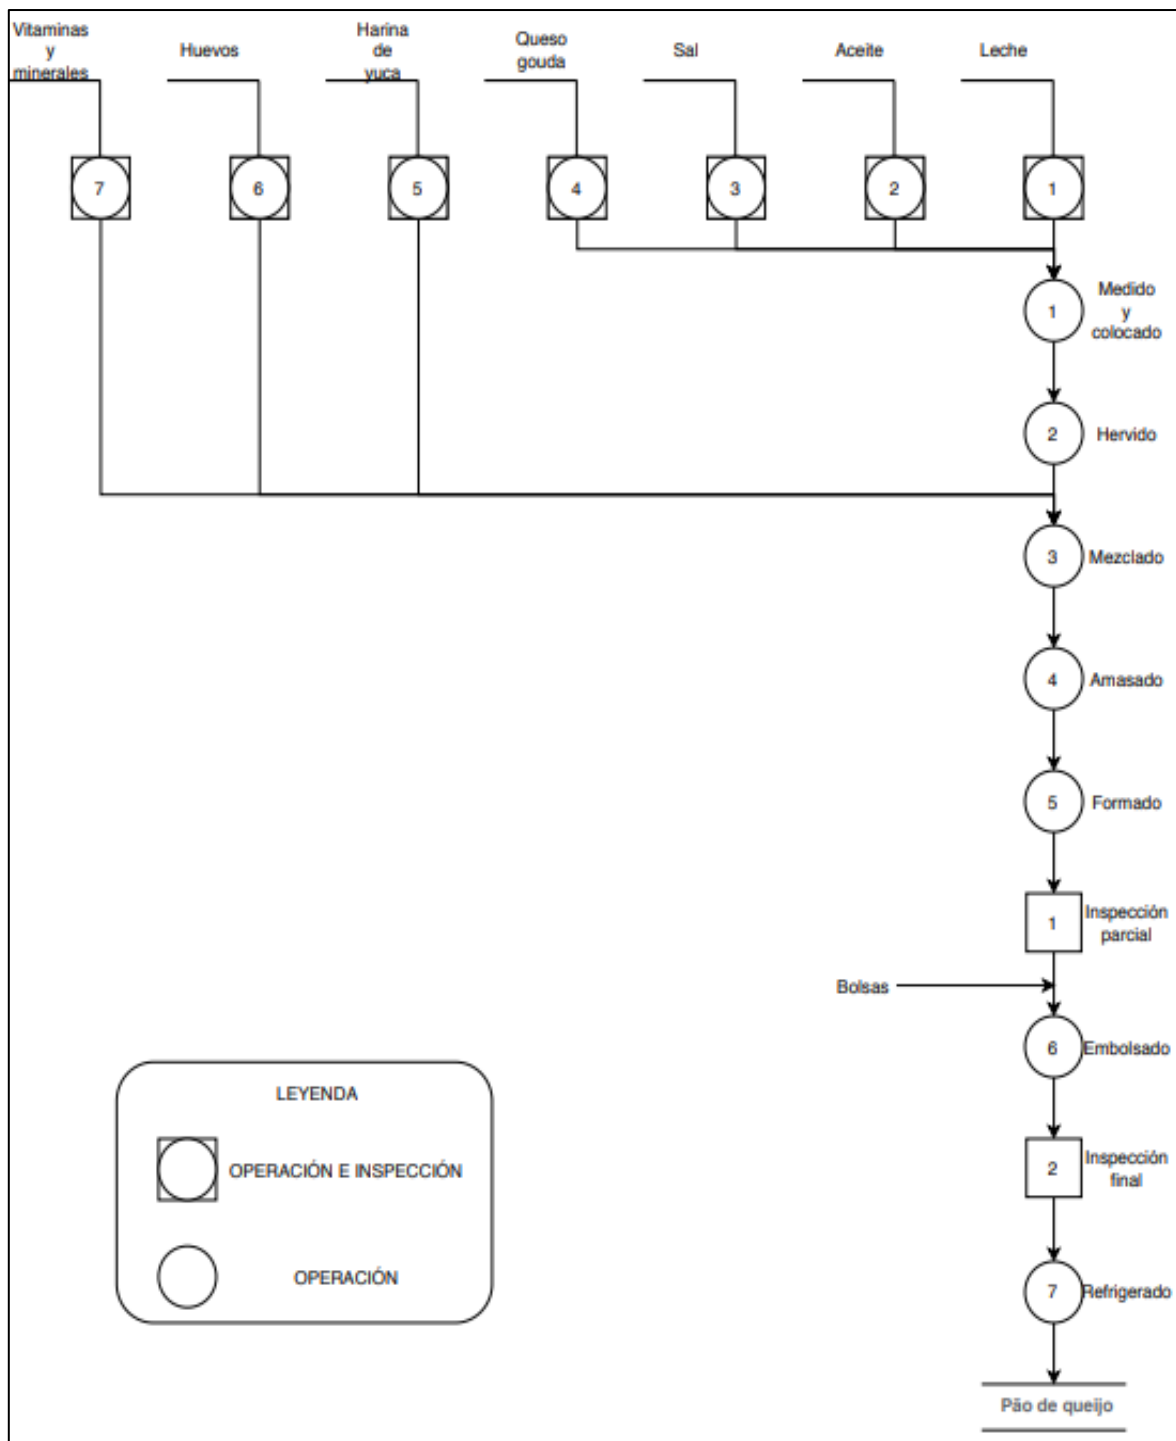 Vitaminas
y
minerales
Huevos
Harina
de
yuca
Queso
gouda
Sal
Aceite
Leche
7
6
5
4
3
2
1
1
Medido
y
colocado
2
Hervido
3
Mezclado
4
Amasado
5
Formado
1
Inspección
parcial
Bolsas
6
Embolsado
2
Inspección
final
7
Refrigerado
Pão de queijo
LEYENDA
OPERACIÓN E INSPECCIÓN
OPERACIÓN